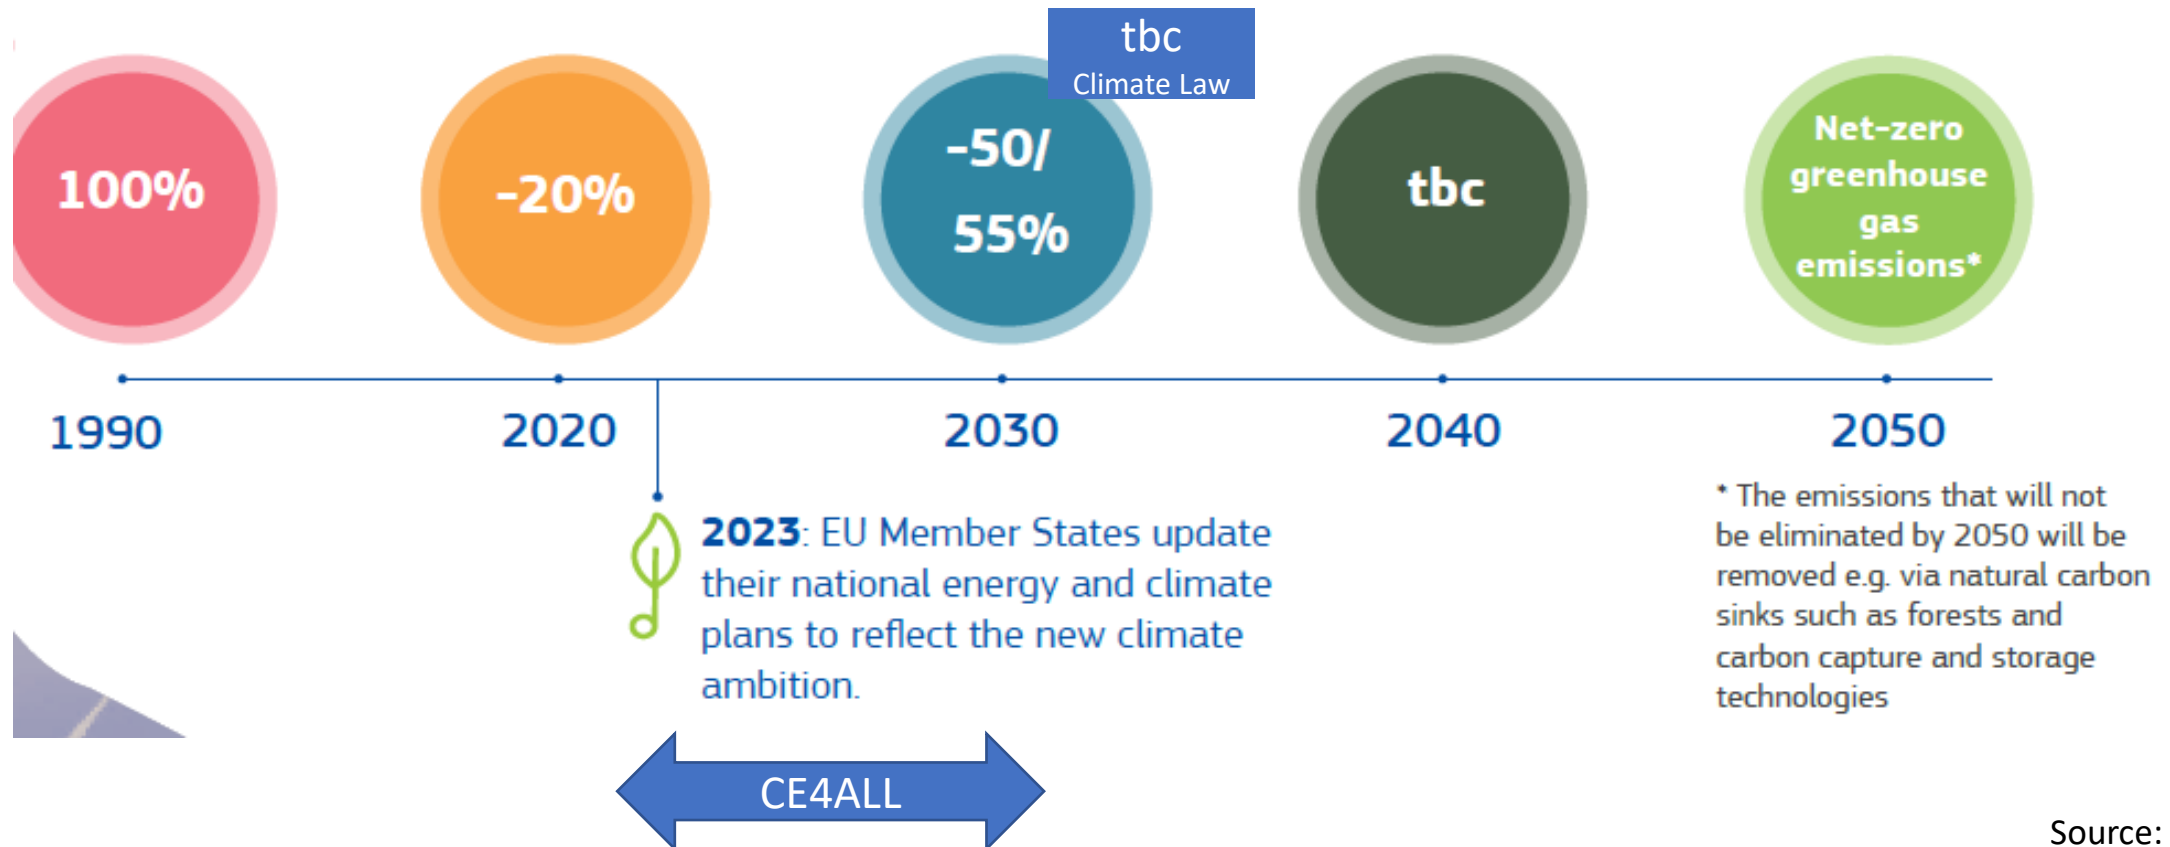 tbc
Climate Law
100%
-20%
-50/
55%
tbc
Net-zero
greenhouse
gas
emissions*
1990
2020
2030
2040
2050
2023: EU Member States update
their national energy and climate
plans to reflect the new climate
ambition.
* The emissions that will not
be eliminated by 2050 will be
removed e.g. via natural carbon
sinks such as forests and
carbon capture and storage
technologies
CE4ALL
Source: